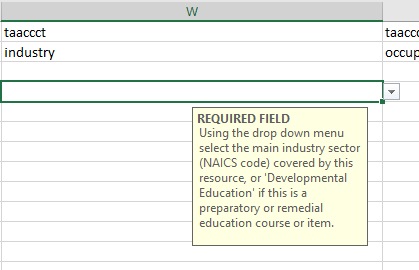 W
taaccct
taacc
industry
occup
REQUIRED FIELD
Using the drop down menu
select the main industry sector
(NAICS code) covered by this
resource, or 'Developmental
Education' if this is a
preparatory or remedial
education course or item.